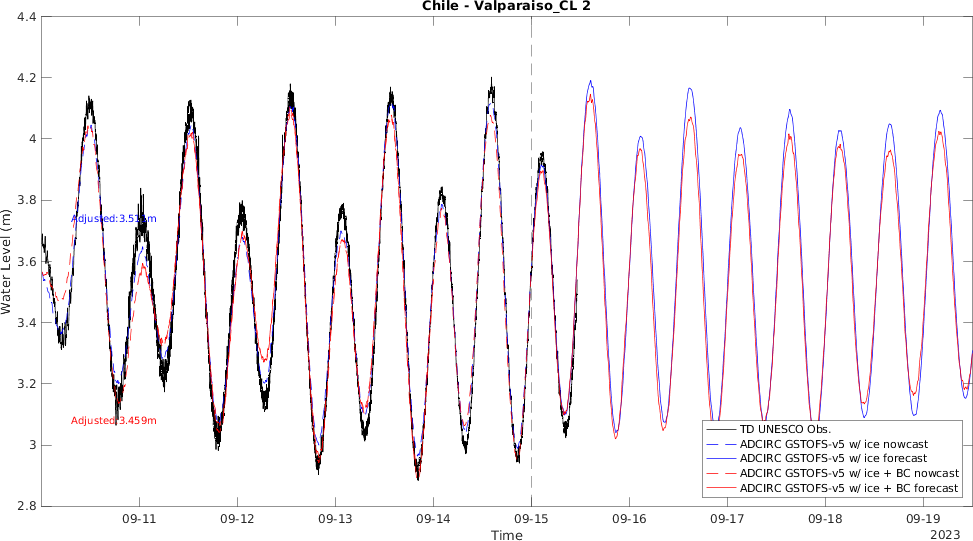 Chile - Valparaiso_CL 2
4.4
4.2
4
3.8
3.6
3.4
3.2
3
2.8
Water Level (m)
Adjusted:3.459m
TD UNESCO Obs.
ADCIRC GSTOFS-v5 w/ ice nowcast
ADCIRC GSTOFS-v5 w/ ice forecast
ADCIRC GSTOFS-v5 w/ ice + BC nowcast
ADCIRC GSTOFS-v5 w/ ice + BC forecast
09-11 09-12 09-13 09-14 09-15 09-16 09-17 09-18 09-19
Time
2023